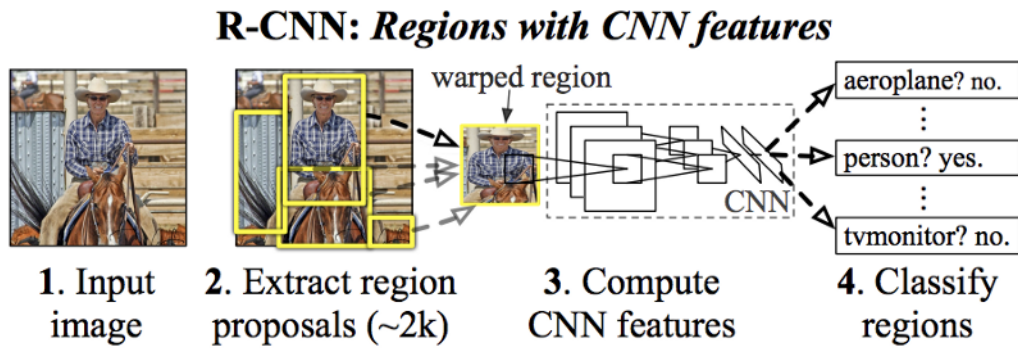 R-CNN: Regions with CNN features
warped region
aeroplane? no.
⋮
person? yes.
⋮
tvmonitor? no.
CNN
1. Input
image
2. Extract region
proposals (~2k)
3. Compute
CNN features
4. Classify
regions